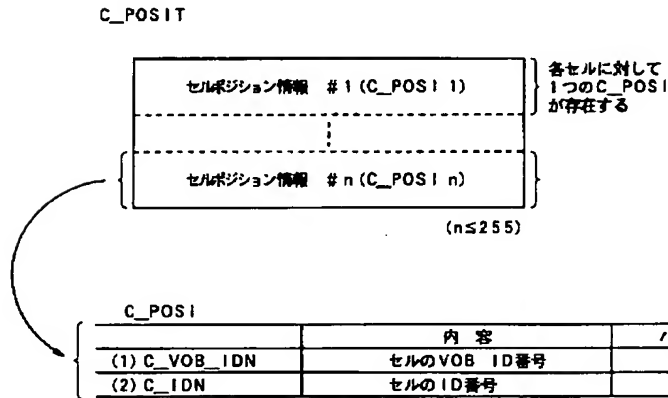 C_POSIT
セルポジション情報 #1(C_POSI 1)
各セルに対して
1つのC_POSI
が存在する
セルポジション情報 #n(C_POSI n)
(n≤255)
C_POSI
内 容
(1) C_VOB_IDN セルのVOB ID番号
(2) C_IDN セルのID番号